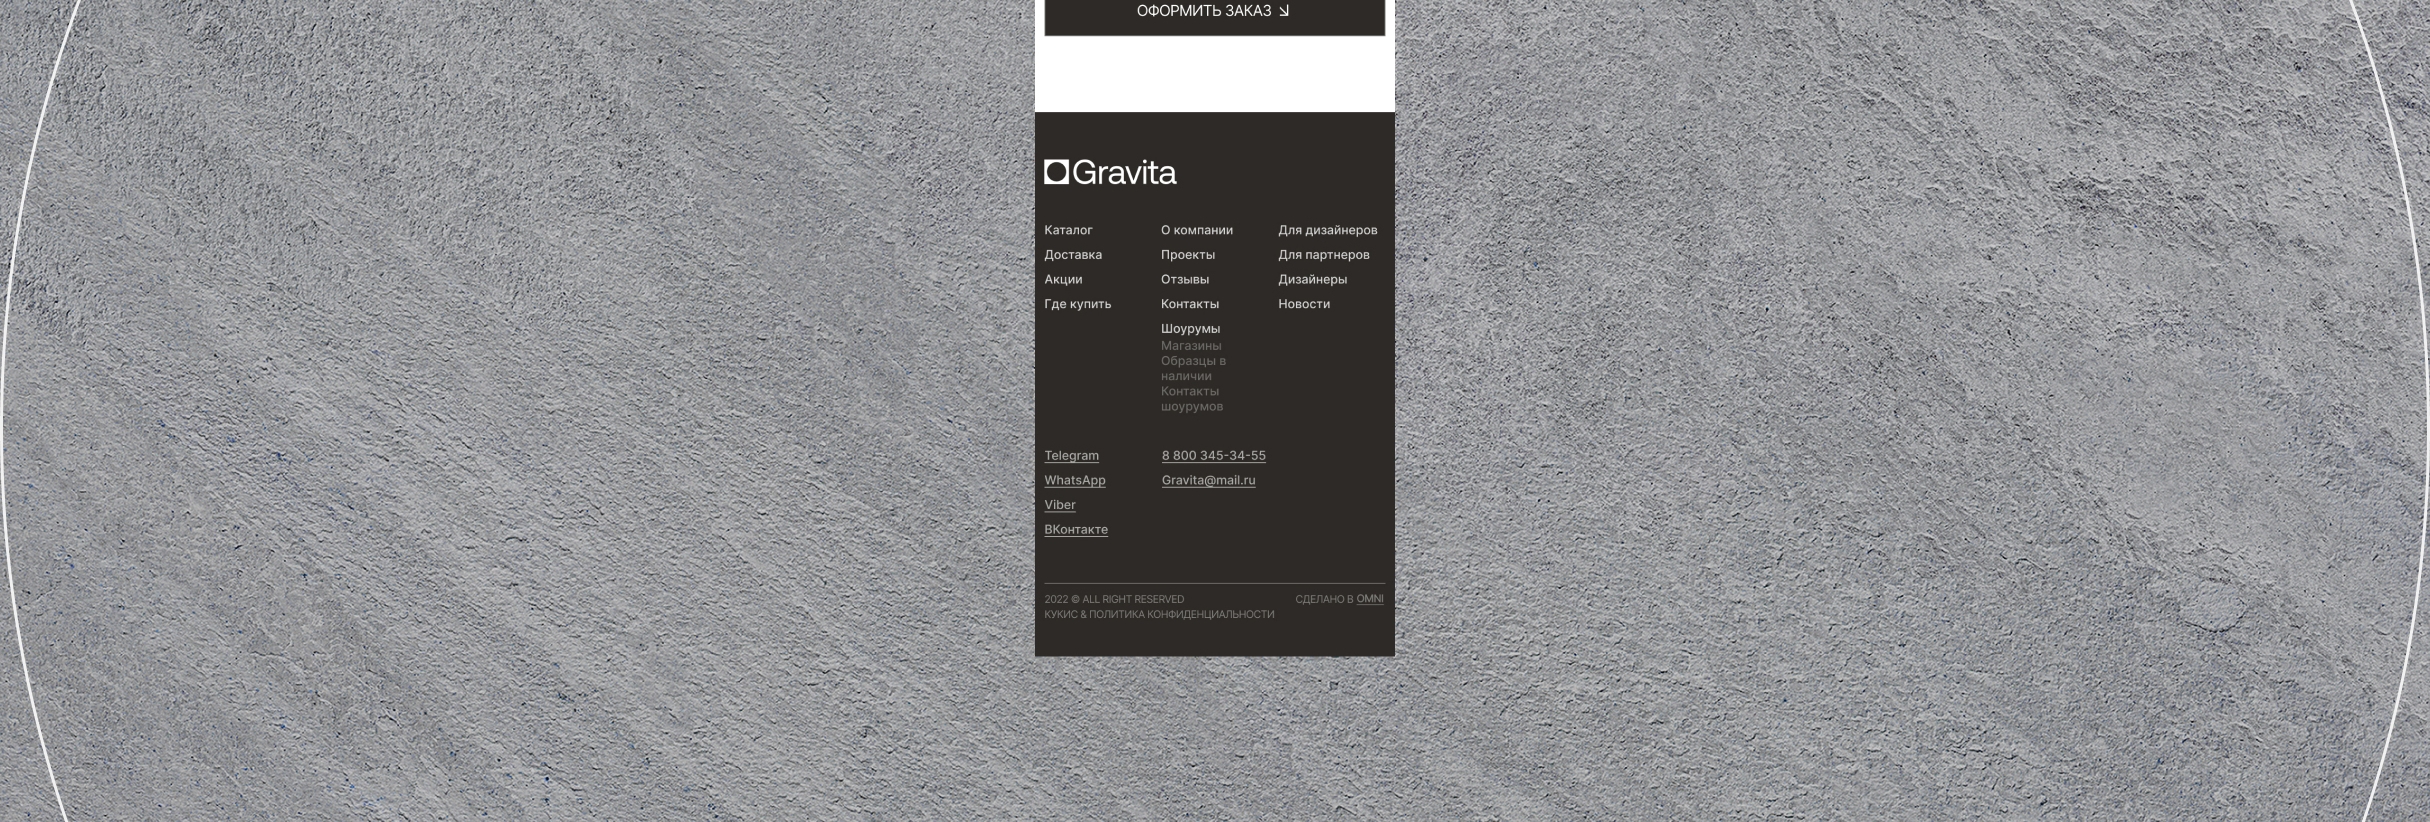 ОФОРМИТЬ ЗАКАЗ
Gravita
Каталог
Доставка
Акции
Где купить
О компании
Проекты
Отзывы
Контакты
Шоурумы
Магазины
Образцы в
наличии
Контакты
шоурумов
Для дизайнеров
Для партнеров
Дизайнеры
Новости
Telegram
WhatsApp
Viber
ВКонтакте
8 800 345-34-55
Gravita@mail.ru
2022 © ALL RIGHT RESERVED
КУКИС & ПОЛИТИКА КОНФИДЕНЦИАЛЬНОСТИ
СДЕЛАНО В OMNI